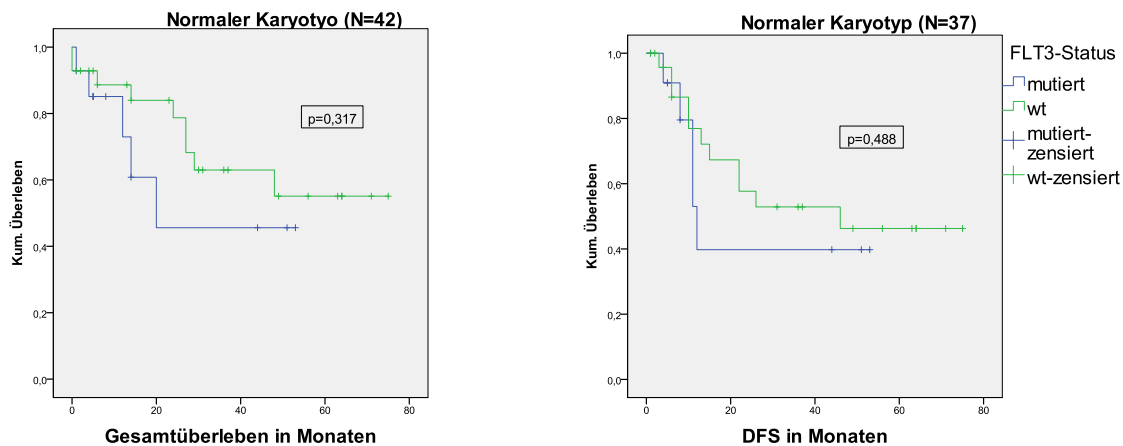 Normaler Karyotyo (N=42)
Kum. Überleben
1,0
0,8
0,6
0,4
0,2
0,0
p=0,317
0 20 40 60 80
Gesamtüberleben in Monaten
Normaler Karyotyp (N=37)
Kum. Überleben
1,0
0,8
0,6
0,4
0,2
0,0
p=0,488
0 20 40 60 80
DFS in Monaten
FLT3-Status
mutiert
wt
mutiert-
zensiert
wt-zensiert